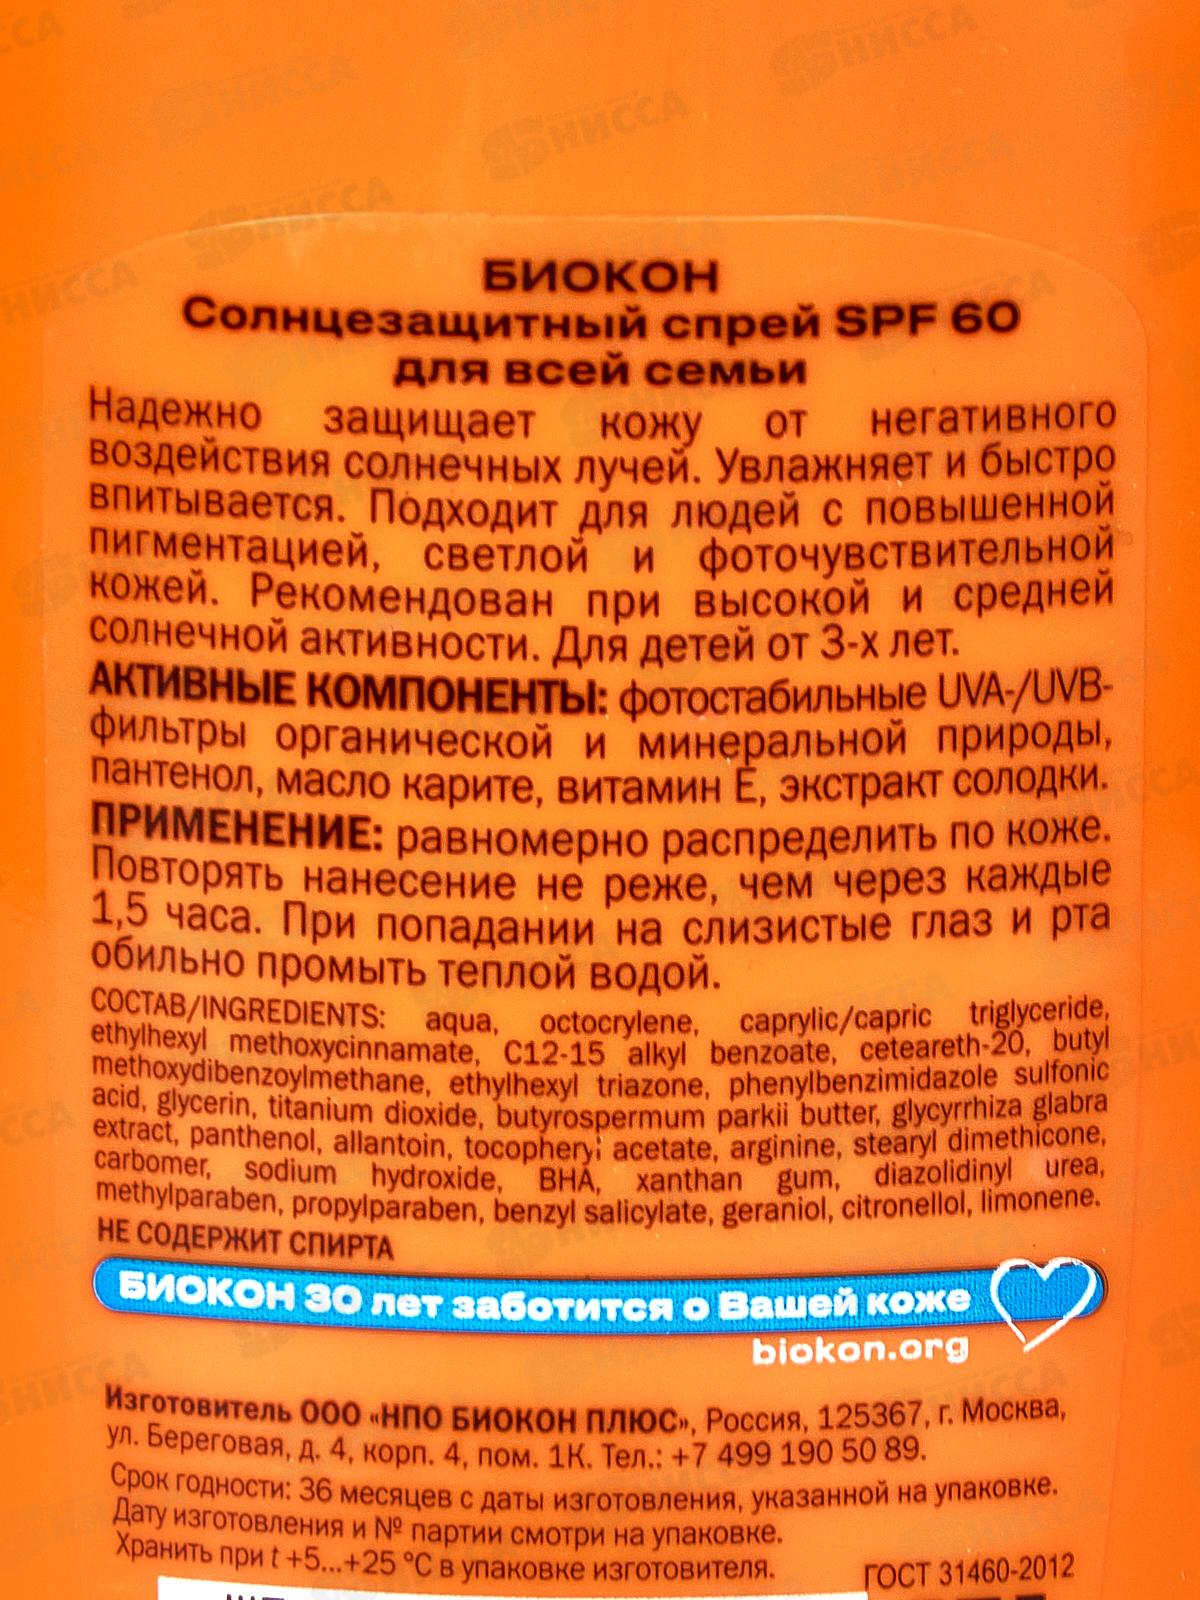 БИОКОН
Солнцезащитный спрей SPF 60
для всей семьи
Надежно защищает кожу от негативного
воздействия солнечных лучей. Увлажняет и быстро
впитывается. Подходит для людей с повышенной
пигментацией, светлой и фоточувствительной
кожей. Рекомендован при высокой и средней
солнечной активности. Для детей от 3-х лет.
АКТИВНЫЕ КОМПОНЕНТЫ: фотостабильные UVA-/UVB-
фильтры органической и минеральной природы,
пантенол, масло карите, витамин Е, экстракт солодки.
ПРИМЕНЕНИЕ: равномерно распределить по коже.
Повторять нанесение не реже, чем через каждые
1,5 часа. При попадании на слизистые глаз и рта
обильно промыть теплой водой.
СОСТАВ/INGREDIENTS: aqua, octocrylene, caprylic/capric triglyceride,
ethylhexyl methoxycinnamate, C12-15 alkyl benzoate, ceteareth-20, butyl
methoxydibenzoylmethane, ethylhexyl triazone, phenylbenzimidazole sulfonic
acid, glycerin, titanium dioxide, butyrospermum parkii butter, glycyrrhiza glabra
extract, panthenol, allantoin, tocopheryl acetate, arginine, stearyl dimethicone,
carbomer, sodium hydroxide, BHA, xanthan gum, diazolidinyl urea,
methylparaben, propylparaben, benzyl salicylate, geraniol, citronellol, limonene.
НЕ СОДЕРЖИТ СПИРТА
БИОКОН 30 лет заботится о Вашей коже
biokon.org
Изготовитель ООО «НПО БИОКОН ПЛЮС», Россия, 125367, г. Москва,
ул. Береговая, д. 4, корп. 4, пом. 1К. Тел.: +7 499 190 50 89.
Срок годности: 36 месяцев с даты изготовления, указанной на упаковке.
Дату изготовления и № партии смотри на упаковке.
Хранить при t +5...+25 °С в упаковке изготовителя.
ГОСТ 31460-2012